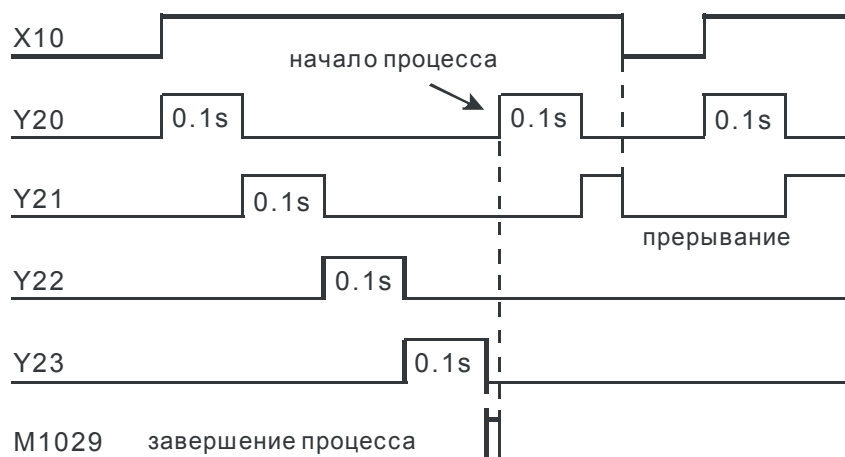 X10
начало процесса
Y20 0.1s 0.1s 0.1s
Y21 0.1s
прерывание
Y22 0.1s
Y23 0.1s
M1029 завершение процесса